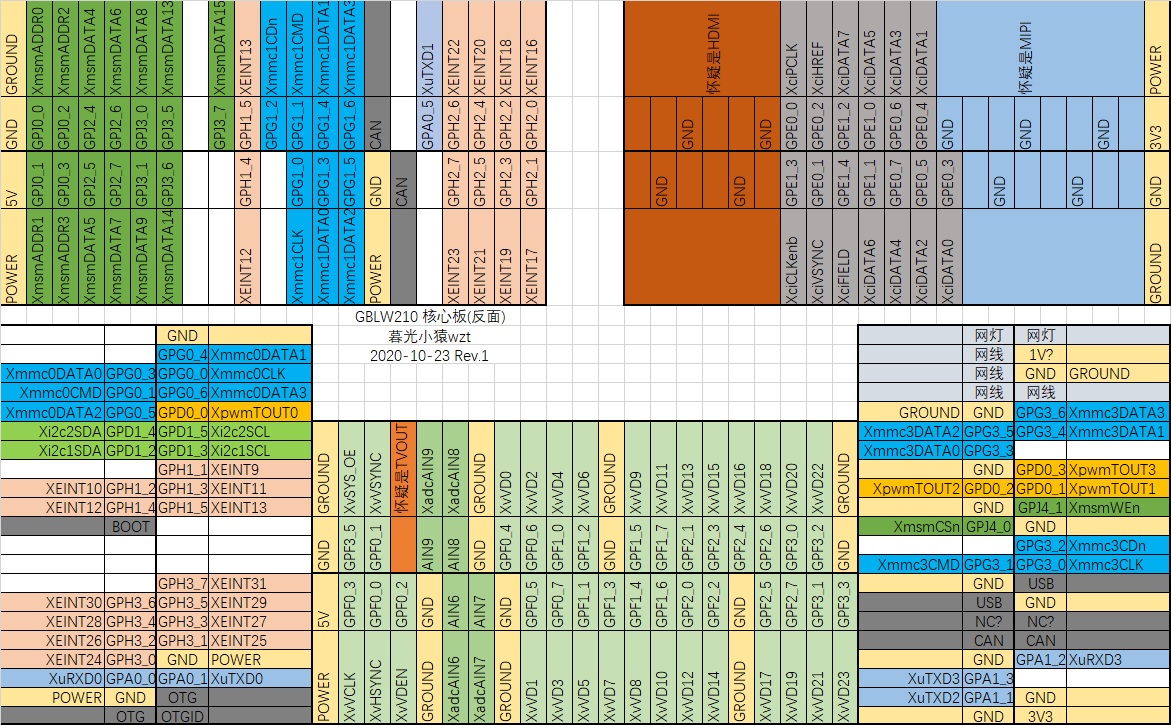 GROUND XmsmADDR0 XmsmADDR2 XmsmDATA4 XmsmDATA6 XmsmDATA8 XmsmDATA13 XmsmDATA15 XEINT13 Xmmc1CDn Xmmc1CMD Xmmc1DATA1 Xmmc1DATA3 XuTXD1 XEINT22 XEINT20 XEINT18 XEINT16 怀疑是HDMI XciPCLK XciHREF XciDATA7 XciDATA5 XciDATA3 XciDATA1 怀疑是MIPI POWER
GND GPJ0_0 GPJ0_2 GPJ2_4 GPJ2_6 GPJ3_0 GPJ3_5 GPJ3_7 GPH1_5 GPG1_2 GPG1_1 GPG1_4 GPG1_6 CAN GPA0_5 GPH2_6 GPH2_4 GPH2_2 GPH2_0 GND GND GPE0_0 GPE0_2 GPE1_2 GPE1_0 GPE0_6 GPE0_4 GND GND GND 3V3
5V GPJ0_1 GPJ0_3 GPJ2_5 GPJ2_7 GPJ3_1 GPJ3_6 GPH1_4 GPG1_0 GPG1_3 GPG1_5 GND CAN GPH2_7 GPH2_5 GPH2_3 GPH2_1 GND GND GPE1_3 GPE0_1 GPE1_4 GPE1_1 GPE0_7 GPE0_5 GPE0_3 GND GND GND
POWER XmsmADDR1 XmsmADDR3 XmsmDATA5 XmsmDATA7 XmsmDATA9 XmsmDATA14 XEINT12 Xmmc1CLK Xmmc1DATA0 Xmmc1DATA2 POWER XEINT23 XEINT21 XEINT19 XEINT17 XciCLKenb XciVSYNC XciFIELD XciDATA6 XciDATA4 XciDATA2 XciDATA0 GROUND
GBLW210 核心板(反面)
暮光小猿wzt
2020-10-23 Rev.1
GND
GPG0_4 Xmmc0DATA1
Xmmc0DATA0 GPG0_3 GPG0_0 Xmmc0CLK
Xmmc0CMD GPG0_1 GPG0_6 Xmmc0DATA3
Xmmc0DATA2 GPG0_5 GPD0_0 XpwmTOUT0
Xi2c2SDA GPD1_4 GPD1_5 Xi2c2SCL
Xi2c1SDA GPD1_2 GPD1_3 Xi2c1SCL
GPH1_1 XEINT9
XEINT10 GPH1_2 GPH1_3 XEINT11
XEINT12 GPH1_4 GPH1_5 XEINT13
BOOT
GPH3_7 XEINT31
XEINT30 GPH3_6 GPH3_5 XEINT29
XEINT28 GPH3_4 GPH3_3 XEINT27
XEINT26 GPH3_2 GPH3_1 XEINT25
XEINT24 GPH3_0 GND POWER
XuRXD0 GPA0_0 GPA0_1 XuTXD0
POWER GND OTG
OTG OTGID
GROUND XSYS_OE XVVSYNC 怀疑是TVOUT XadcAIN9 XadcAIN8 GROUND XVVD0 XVVD2 XVVD4 XVVD6 GROUND XVVD9 XVVD11 XVVD13 XVVD15 XVVD16 XVVD18 XVVD20 XVVD22 GROUND
GND GPF3_5 GPF0_1 AIN9 AIN8 GND GPF0_4 GPF0_6 GPF1_0 GPF1_2 GND GPF1_5 GPF1_7 GPF2_1 GPF2_3 GPF2_4 GPF2_6 GPF3_0 GPF3_2 GND
5V GPF0_3 GPF0_0 GPF0_2 GND AIN6 AIN7 GND GPF0_5 GPF0_7 GPF1_1 GPF1_3 GPF1_4 GPF1_6 GPF2_0 GPF2_2 GND GPF2_5 GPF2_7 GPF3_1 GPF3_3
POWER XVVCLK XVHSYNC XVVDEN GROUND XadcAIN6 XadcAIN7 GROUND XVVD1 XVVD3 XVVD5 XVVD7 XVVD8 XVVD10 XVVD12 XVVD14 GROUND XVVD17 XVVD19 XVVD21 XVVD23
网灯 网灯
网线 1V?
网线 GND GROUND
网线 网线
GROUND GND GPG3_6 Xmmc3DATA3
Xmmc3DATA2 GPG3_5 GPG3_4 Xmmc3DATA1
Xmmc3DATA0 GPG3_3
GND GPD0_3 XpwmTOUT3
XpwmTOUT2 GPD0_2 GPD0_1 XpwmTOUT1
GND GPJ4_1 XmsmWEn
XmsmCSn GPJ4_0 GND
GPG3_2 Xmmc3CDn
Xmmc3CMD GPG3_1 GPG3_0 Xmmc3CLK
GND USB
USB GND
NC? NC?
CAN CAN
GND GPA1_2 XuRXD3
XuTXD3 GPA1_3
XuTXD2 GPA1_1 GND
GND 3V3